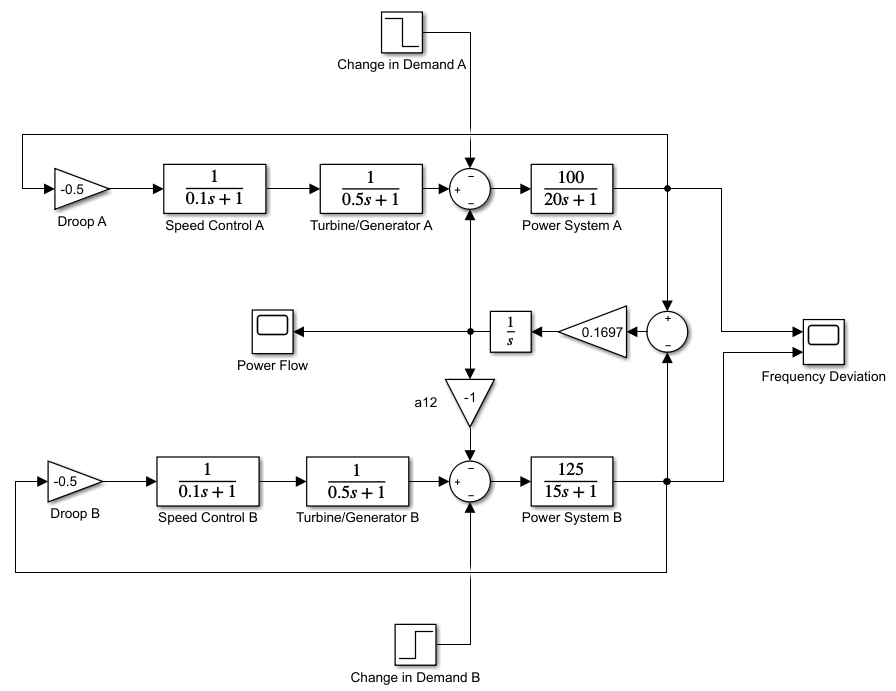 Change in Demand A
-0.5
Droop A
1
0.1s + 1
Speed Control A
1
0.5s + 1
Turbine/Generator A
−
+
−
100
20s + 1
Power System A
Power Flow
1
s
0.1697
+
−
Frequency Deviation
a12
-1
-0.5
Droop B
1
0.1s + 1
Speed Control B
1
0.5s + 1
Turbine/Generator B
−
+
−
125
15s + 1
Power System B
Change in Demand B